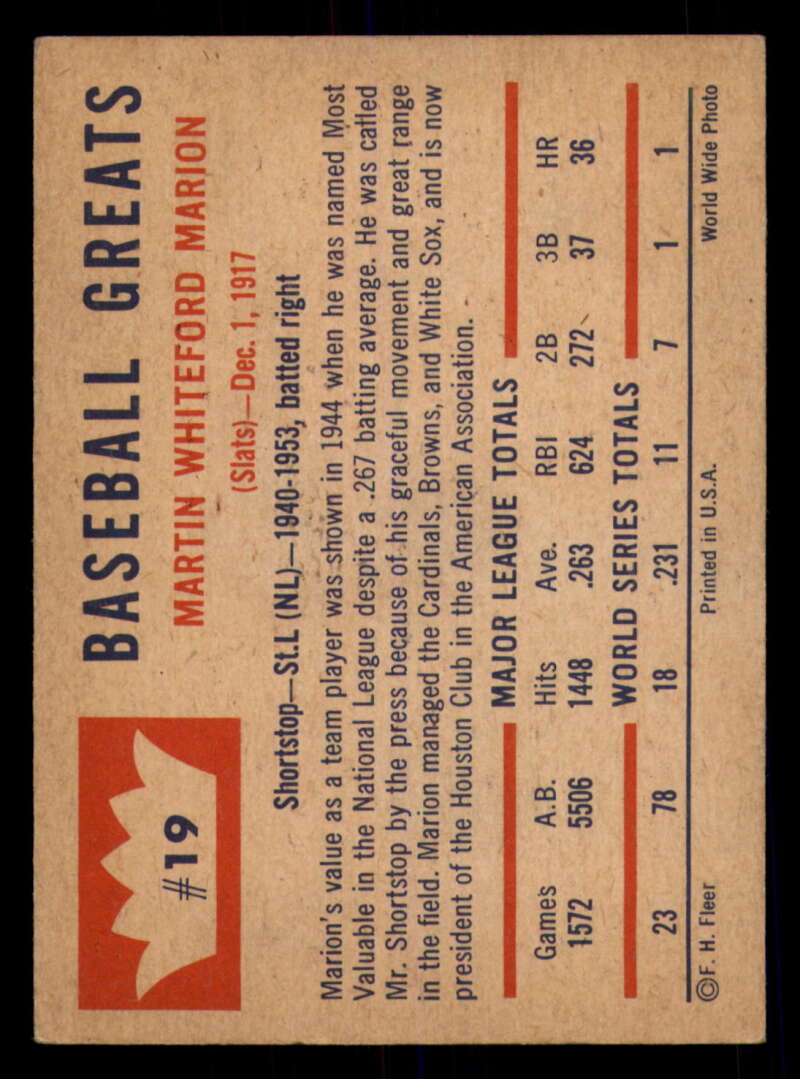 #19
BASEBALL GREATS
MARTIN WHITEFORD MARION
(Slats)—Dec. 1, 1917
Shortstop—St.L (NL)—1940-1953, batted right
Marion's value as a team player was shown in 1944 when he was named Most
Valuable in the National League despite a .267 batting average. He was called
Mr. Shortstop by the press because of his graceful movement and great range
in the field. Marion managed the Cardinals, Browns, and White Sox, and is now
president of the Houston Club in the American Association.
MAJOR LEAGUE TOTALS
Games A.B. Hits Ave. RBI 2B 3B HR
1572 5506 1448 .263 624 272 37 36
WORLD SERIES TOTALS
23 78 18 .231 11 7 1 1
©F. H. Fleer Printed in U.S.A. World Wide Photo